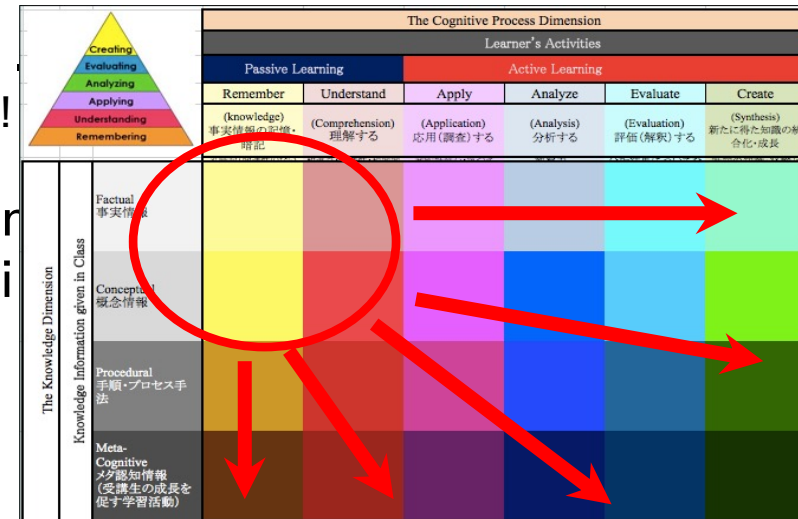 !
Creating
Evaluating
Analyzing
Applying
Understanding
Remembering
The Cognitive Process Dimension
Learner's Activities
Passive Learning
Active Learning
Remember
Understand
Apply
Analyze
Evaluate
Create
(knowledge)
事実情報の記憶・
暗記
(Comprehension)
理解する
(Application)
応用(調査)する
(Analysis)
分析する
(Evaluation)
評価(解釈)する
(Synthesis)
新たに得た知識の統
合化・成長
The Knowledge Dimension
Knowledge Information given in Class
Factual
事実情報
Conceptual
概念情報
Procedural
手順・プロセス手
法
Meta-
Cognitive
メタ認知情報
(受講生の成長を
促す学習活動)